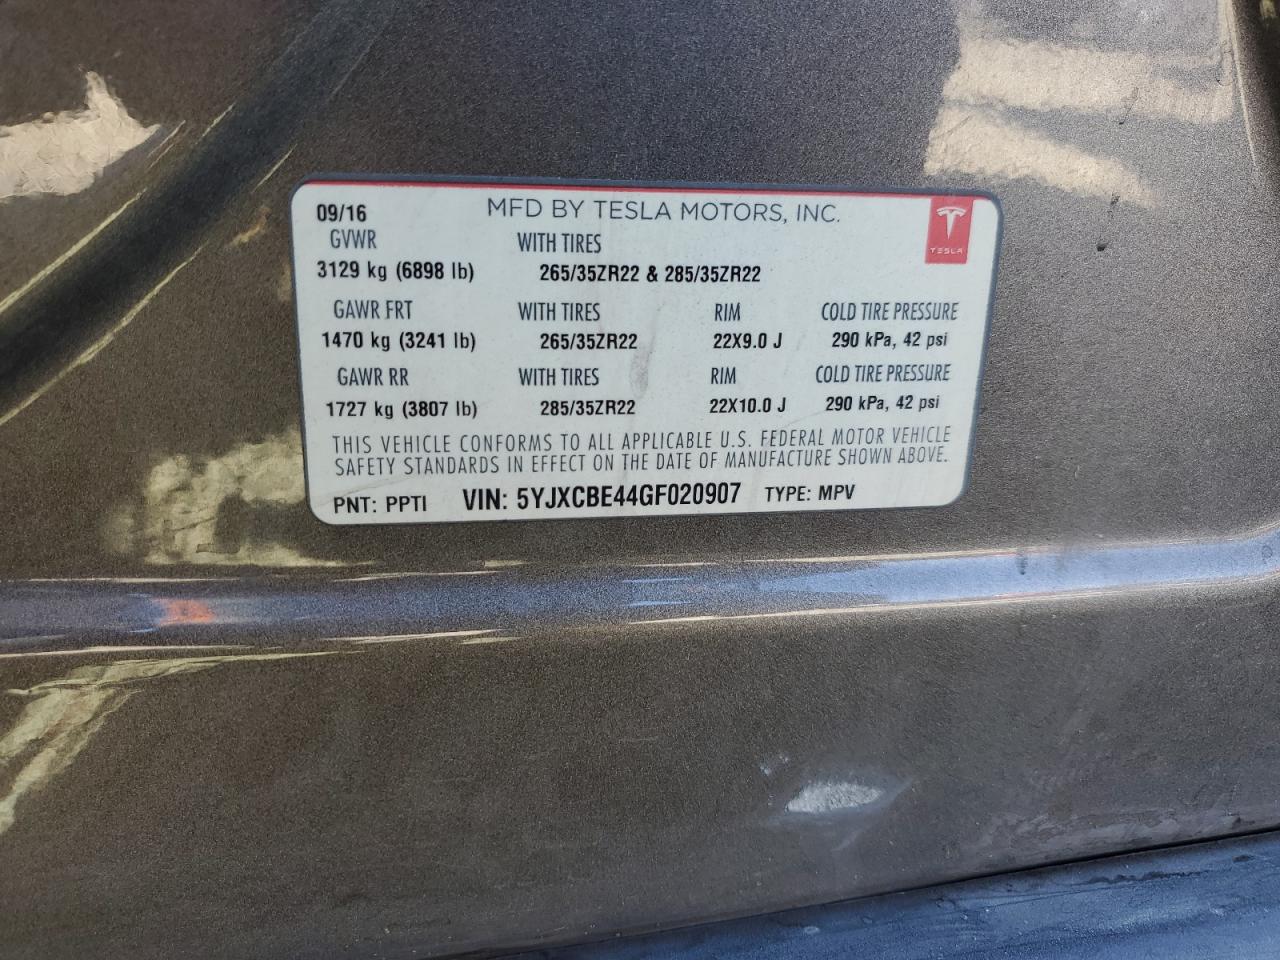 09/16 MFD BY TESLA MOTORS, INC.
TESLA
GVWR WITH TIRES
3129 kg (6898 lb) 265/35ZR22 & 285/35ZR22
GAWR FRT WITH TIRES RIM COLD TIRE PRESSURE
1470 kg (3241 lb) 265/35ZR22 22X9.0 J 290 kPa, 42 psi
GAWR RR WITH TIRES RIM COLD TIRE PRESSURE
1727 kg (3807 lb) 285/35ZR22 22X10.0 J 290 kPa, 42 psi
THIS VEHICLE CONFORMS TO ALL APPLICABLE U.S. FEDERAL MOTOR VEHICLE
SAFETY STANDARDS IN EFFECT ON THE DATE OF MANUFACTURE SHOWN ABOVE.
PNT: PPTI VIN: 5YJXCBE44GF020907 TYPE: MPV